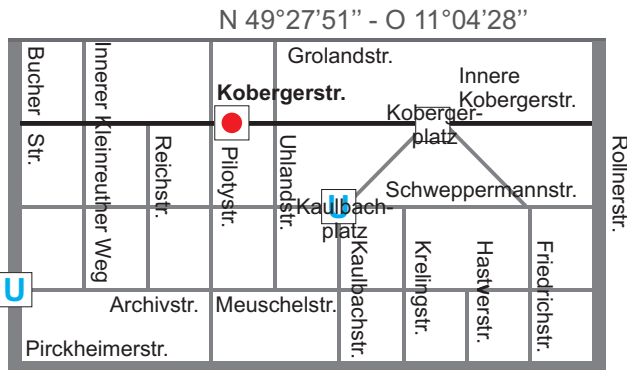 N 49°27'51'' - O 11°04'28''
Bucher Str.
Innerer Kleinreuther Weg
Grolandstr.
Innere
Kobergerstr.
Kobergerstr.
Koberger-
platz
Reichstr.
Pilotystr.
Uhlandstr.
Rollnerstr.
Schweppermannstr.
U
Kaulbach-
platz
Kaulbachstr.
Krelingstr.
Hastverstr.
Friedrichstr.
U
Archivstr.
Meuschelstr.
Pirckheimerstr.